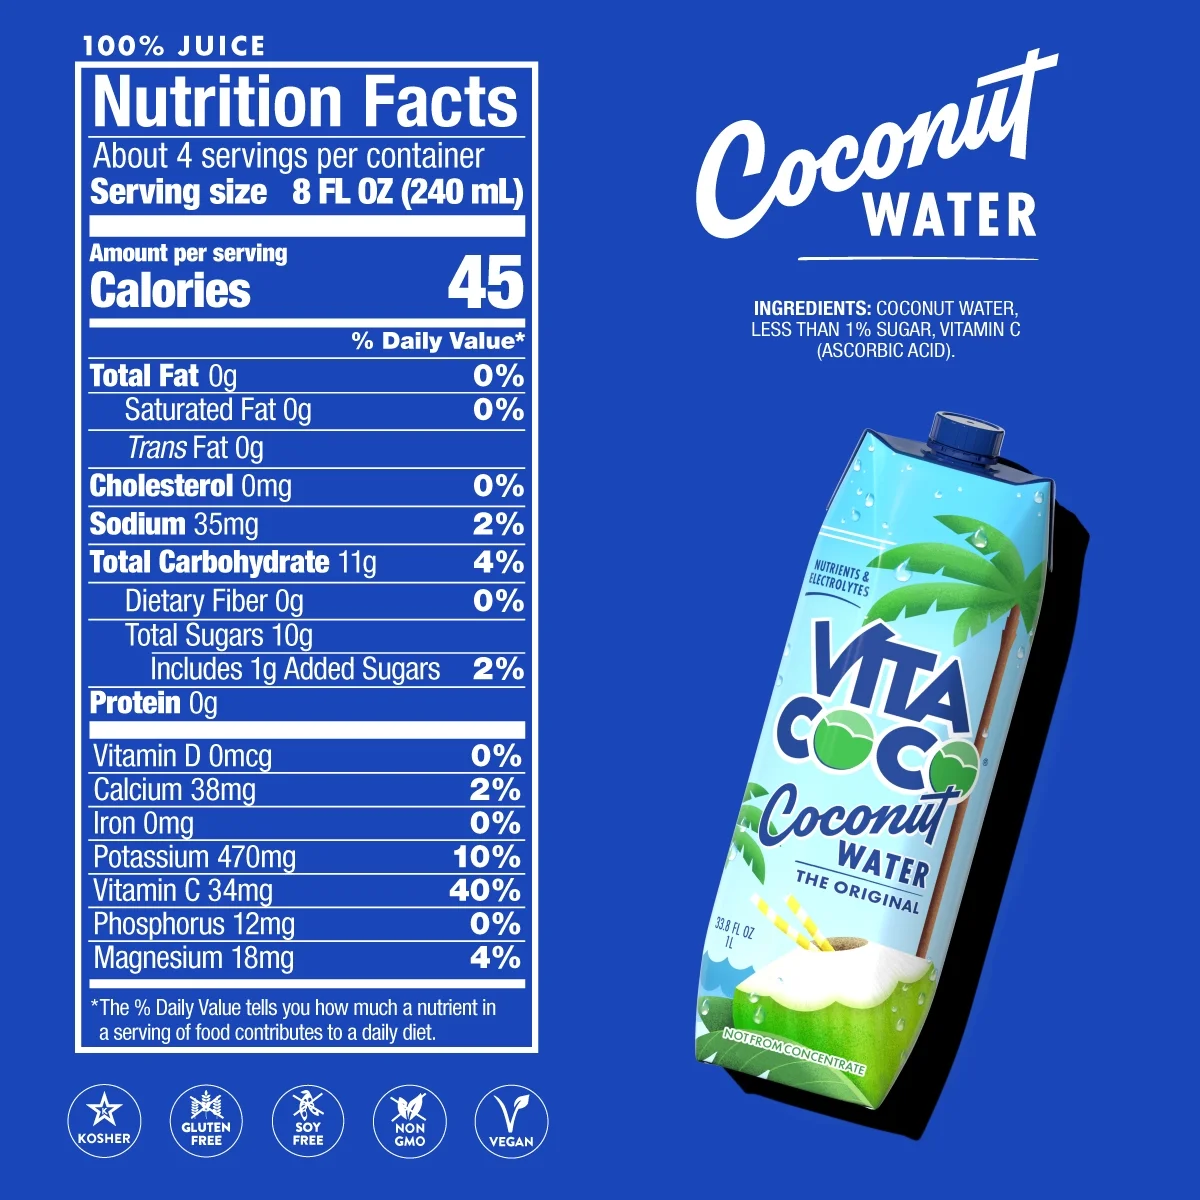 100% JUICE
Nutrition Facts
About 4 servings per container
Serving size 8 FL OZ (240 mL)
Amount per serving
Calories 45
% Daily Value*
Total Fat 0g 0%
Saturated Fat 0g 0%
Trans Fat 0g
Cholesterol 0mg 0%
Sodium 35mg 2%
Total Carbohydrate 11g 4%
Dietary Fiber 0g 0%
Total Sugars 10g
Includes 1g Added Sugars 2%
Protein 0g
Vitamin D 0mcg 0%
Calcium 38mg 2%
Iron 0mg 0%
Potassium 470mg 10%
Vitamin C 34mg 40%
Phosphorus 12mg 0%
Magnesium 18mg 4%
*The % Daily Value tells you how much a nutrient in
a serving of food contributes to a daily diet.
K
KOSHER
GLUTEN
FREE
SOY
FREE
NON
GMO
VEGAN
Coconut
WATER
INGREDIENTS: COCONUT WATER,
LESS THAN 1% SUGAR, VITAMIN C
(ASCORBIC ACID).
NUTRIENTS &
ELECTROLYTES
VITA
COCO®
Coconut
WATER
THE ORIGINAL
33.8 FL OZ
1L
NOT FROM CONCENTRATE